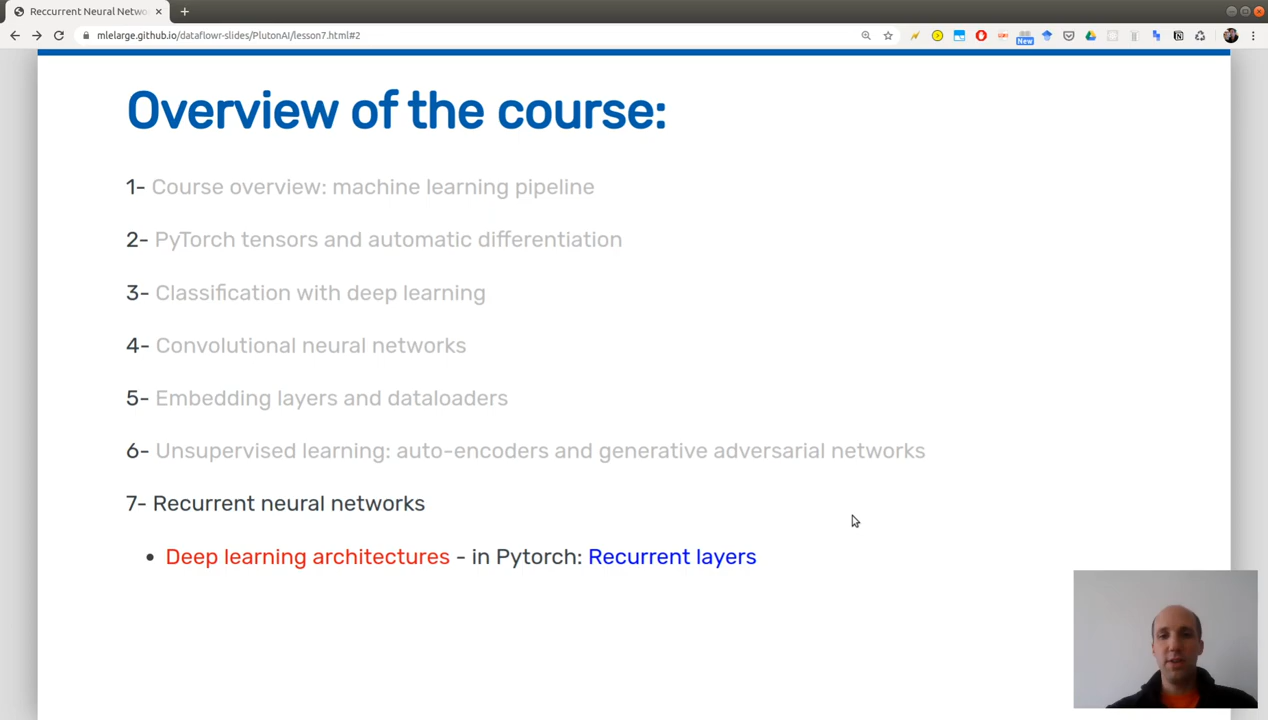 Reccurrent Neural Netwo
mlelarge.github.io/dataflowr-slides/PlutonAI/lesson7.html#2
New
Overview of the course:
1- Course overview: machine learning pipeline
2- PyTorch tensors and automatic differentiation
3- Classification with deep learning
4- Convolutional neural networks
5- Embedding layers and dataloaders
6- Unsupervised learning: auto-encoders and generative adversarial networks
7- Recurrent neural networks
• Deep learning architectures - in Pytorch: Recurrent layers